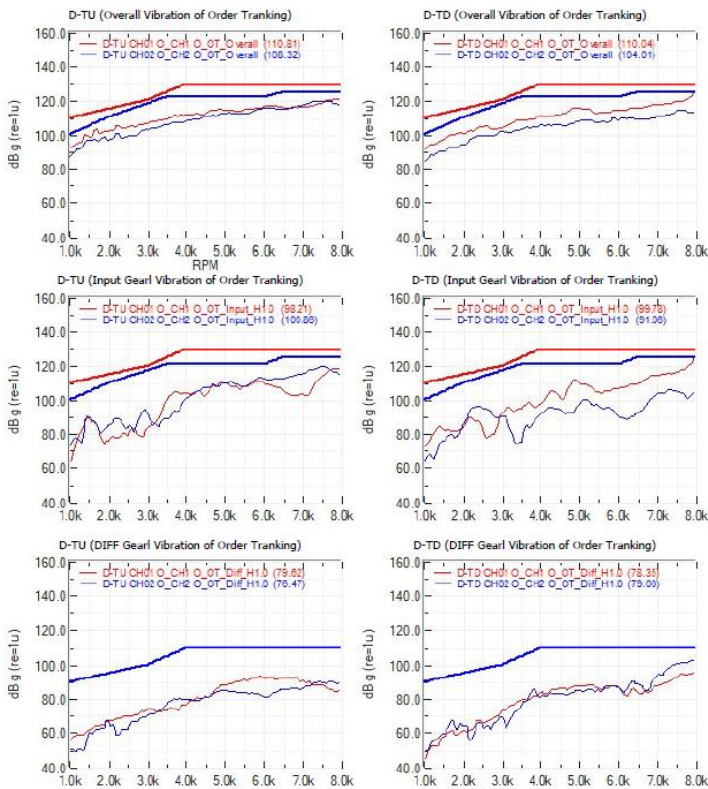 D-TU (Overall Vibration of Order Tranking)
D-TU CH01 O_CH1 O_OT_Overall (110.81)
D-TU CH02 O_CH2 O_OT_Overall (108.32)
dB g (re=1u)
160.0
140.0
120.0
100.0
80.0
60.0
40.0
1.0k 2.0k 3.0k 4.0k 5.0k 6.0k 7.0k 8.0k
RPM
D-TD (Overall Vibration of Order Tranking)
D-TD CH01 O_CH1 O_OT_Overall (110.04)
D-TD CH02 O_CH2 O_OT_Overall (104.01)
dB g (re=1u)
160.0
140.0
120.0
100.0
80.0
60.0
40.0
1.0k 2.0k 3.0k 4.0k 5.0k 6.0k 7.0k 8.0k
D-TU (Input Gearl Vibration of Order Tranking)
D-TU CH01 O_CH1 O_OT_Input_H1.0 (98.21)
D-TU CH02 O_CH2 O_OT_Input_H1.0
dB g (re=1u)
160.0
140.0
120.0
100.0
80.0
60.0
40.0
1.0k 2.0k 3.0k 4.0k 5.0k 6.0k 7.0k 8.0k
D-TD (Input Gearl Vibration of Order Tranking)
D-TD CH01 O_CH1 O_OT_Input_H1.0 (99.78)
D-TD CH02 O_CH2 O_OT_Input_H1.0
dB g (re=1u)
160.0
140.0
120.0
100.0
80.0
60.0
40.0
1.0k 2.0k 3.0k 4.0k 5.0k 6.0k 7.0k 8.0k
D-TU (DIFF Gearl Vibration of Order Tranking)
D-TU CH01 O_CH1 O_OT_Diff_H1.0 (79.62)
D-TU CH02 O_CH2 O_OT_Diff_H1.0 (76.47)
dB g (re=1u)
160.0
140.0
120.0
100.0
80.0
60.0
40.0
1.0k 2.0k 3.0k 4.0k 5.0k 6.0k 7.0k 8.0k
D-TD (DIFF Gearl Vibration of Order Tranking)
D-TD CH01 O_CH1 O_OT_Diff_H1.0 (78.35)
D-TD CH02 O_CH2 O_OT_Diff_H1.0 (79.00)
dB g (re=1u)
160.0
140.0
120.0
100.0
80.0
60.0
40.0
1.0k 2.0k 3.0k 4.0k 5.0k 6.0k 7.0k 8.0k